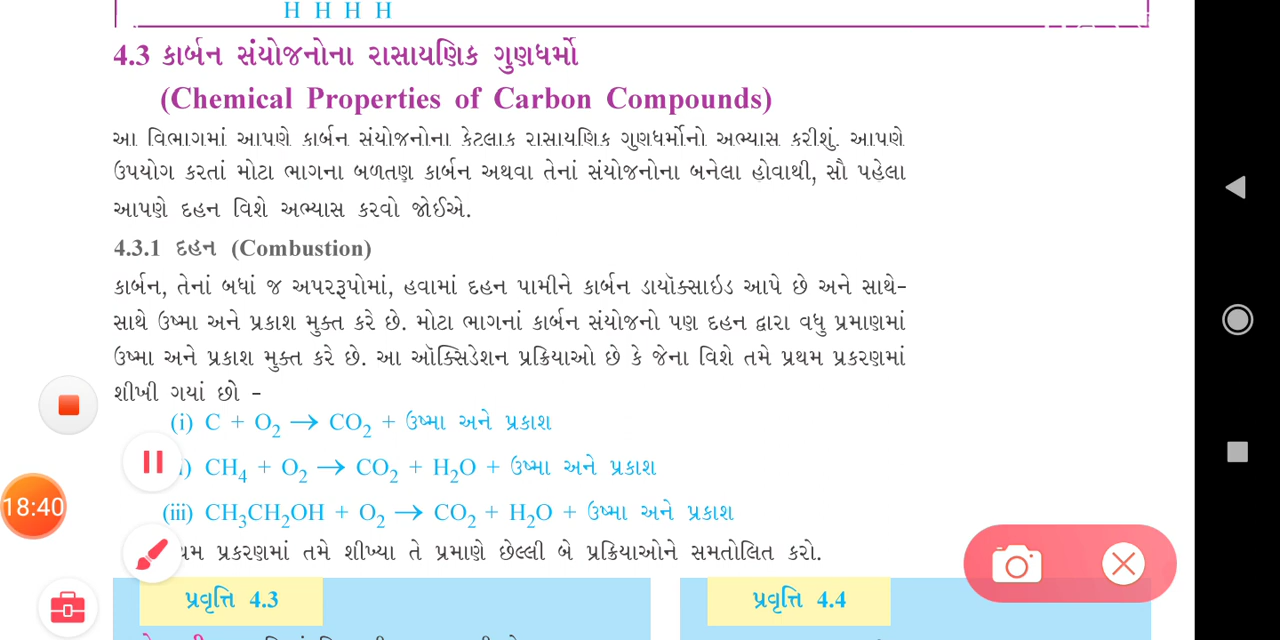 H H H H
4.3 કાર્બન સંયોજનોના રાસાયણિક ગુણધર્મો
(Chemical Properties of Carbon Compounds)
આ વિભાગમાં આપણે કાર્બન સંયોજનોના કેટલાક રાસાયણિક ગુણધર્મોનો અભ્યાસ કરીશું. આપણે
ઉપયોગ કરતાં મોટા ભાગના બળતણ કાર્બન અથવા તેનાં સંયોજનોના બનેલા હોવાથી, સૌ પહેલા
આપણે દહન વિશે અભ્યાસ કરવો જોઈએ.
4.3.1 દહન (Combustion)
કાર્બન, તેનાં બધાં જ અપરરૂપોમાં, હવામાં દહન પામીને કાર્બન ડાયૉક્સાઇડ આપે છે અને સાથે-
સાથે ઉષ્મા અને પ્રકાશ મુક્ત કરે છે. મોટા ભાગનાં કાર્બન સંયોજનો પણ દહન દ્વારા વધુ પ્રમાણમાં
ઉષ્મા અને પ્રકાશ મુક્ત કરે છે. આ ઑક્સિડેશન પ્રક્રિયાઓ છે કે જેના વિશે તમે પ્રથમ પ્રકરણમાં
શીખી ગયાં છો -
(i) C + O₂ → CO₂ + ઉષ્મા અને પ્રકાશ
) CH₄ + O₂ → CO₂ + H₂O + ઉષ્મા અને પ્રકાશ
(iii) CH₃CH₂OH + O₂ → CO₂ + H₂O + ઉષ્મા અને પ્રકાશ
18:40
પ્રકરણમાં તમે શીખ્યા તે પ્રમાણે છેલ્લી બે પ્રક્રિયાઓને સમતોલિત કરો.
પ્રવૃત્તિ 4.3
પ્રવૃત્તિ 4.4